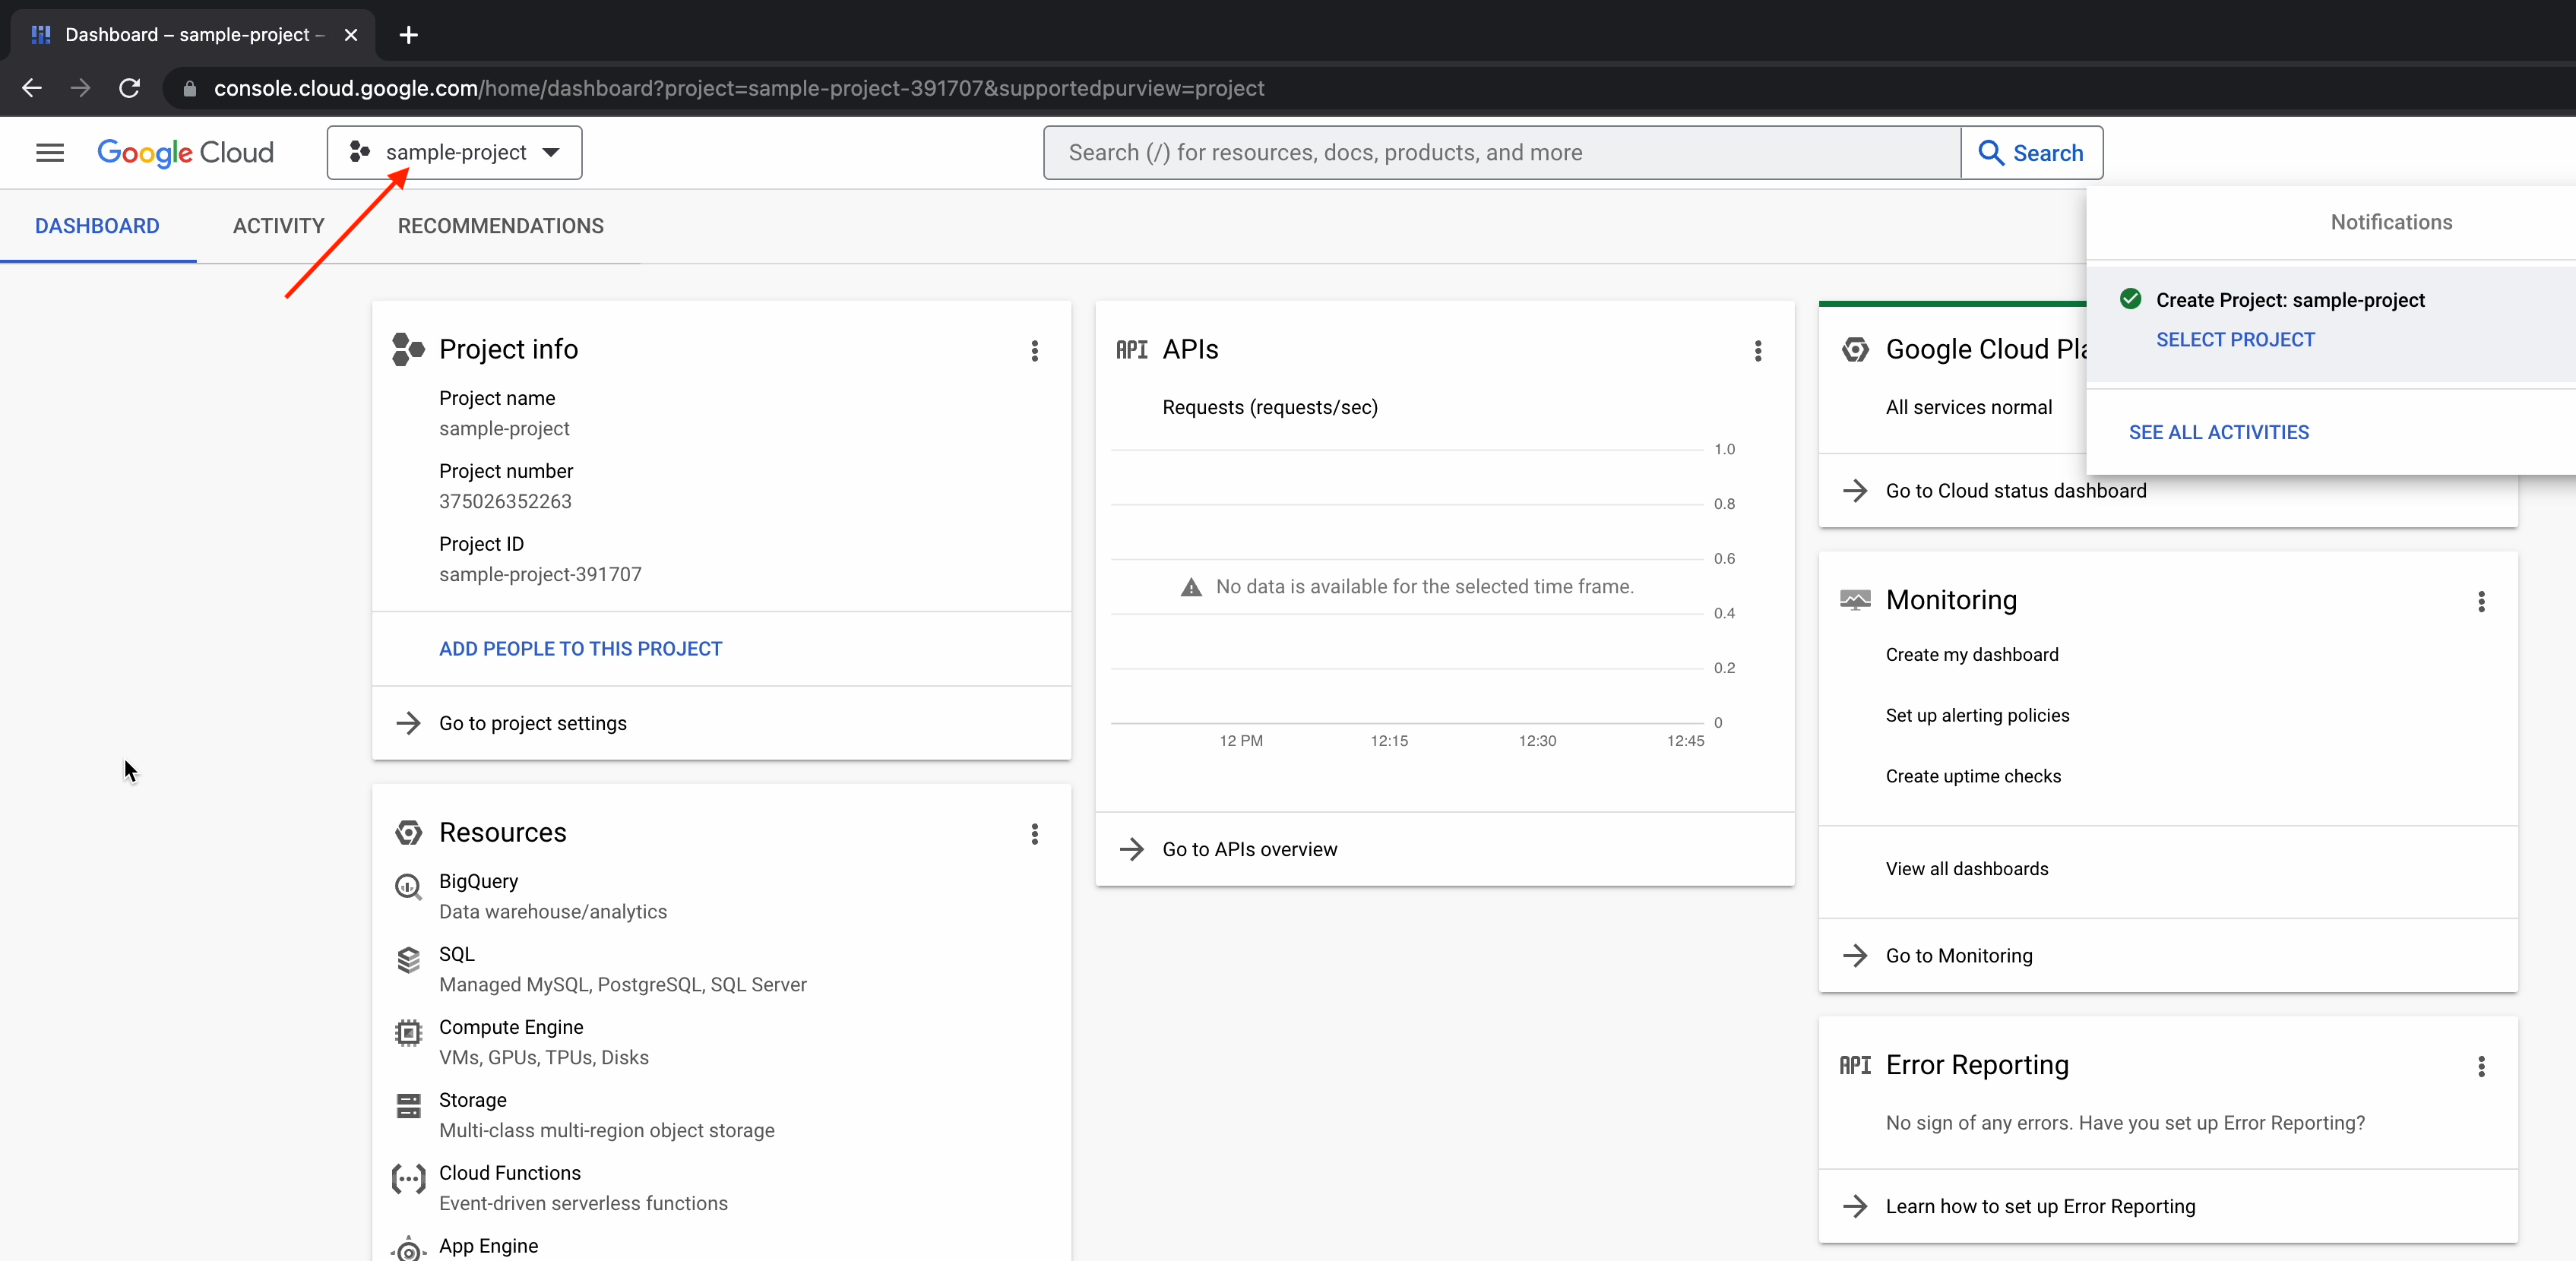 Dashboard – sample-project –
console.cloud.google.com/home/dashboard?project=sample-project-391707&supportedpurview=project
Google Cloud
sample-project
Search (/) for resources, docs, products, and more
Search
DASHBOARD
ACTIVITY
RECOMMENDATIONS
Notifications
Create Project: sample-project
SELECT PROJECT
SEE ALL ACTIVITIES
Project info
Project name
sample-project
Project number
375026352263
Project ID
sample-project-391707
ADD PEOPLE TO THIS PROJECT
Go to project settings
Resources
BigQuery
Data warehouse/analytics
SQL
Managed MySQL, PostgreSQL, SQL Server
Compute Engine
VMs, GPUs, TPUs, Disks
Storage
Multi-class multi-region object storage
Cloud Functions
Event-driven serverless functions
App Engine
API
APIs
Requests (requests/sec)
1.0
0.8
0.6
No data is available for the selected time frame.
0.4
0.2
0
12 PM
12:15
12:30
12:45
Go to APIs overview
Google Cloud Pla
All services normal
Go to Cloud status dashboard
Monitoring
Create my dashboard
Set up alerting policies
Create uptime checks
View all dashboards
Go to Monitoring
API
Error Reporting
No sign of any errors. Have you set up Error Reporting?
Learn how to set up Error Reporting